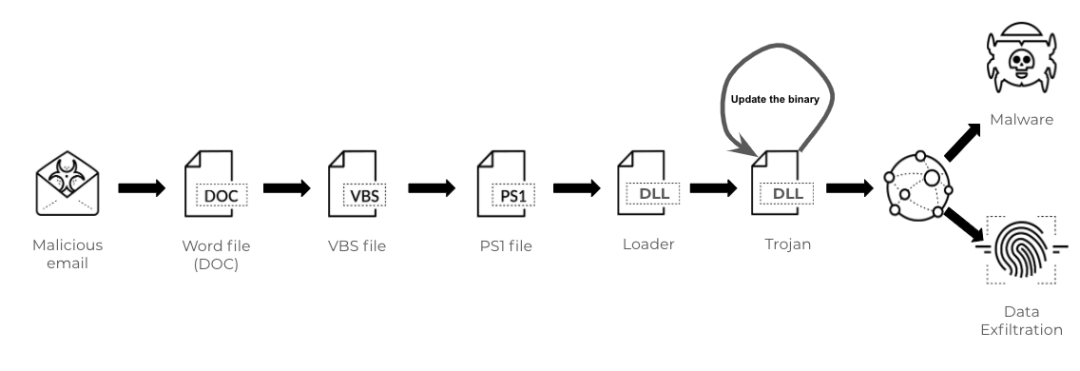 Update the binary
Malware
DOC
VBS
PS1
DLL
DLL
Malicious
email
Word file
(DOC)
VBS file
PS1 file
Loader
Trojan
Data
Exfiltration